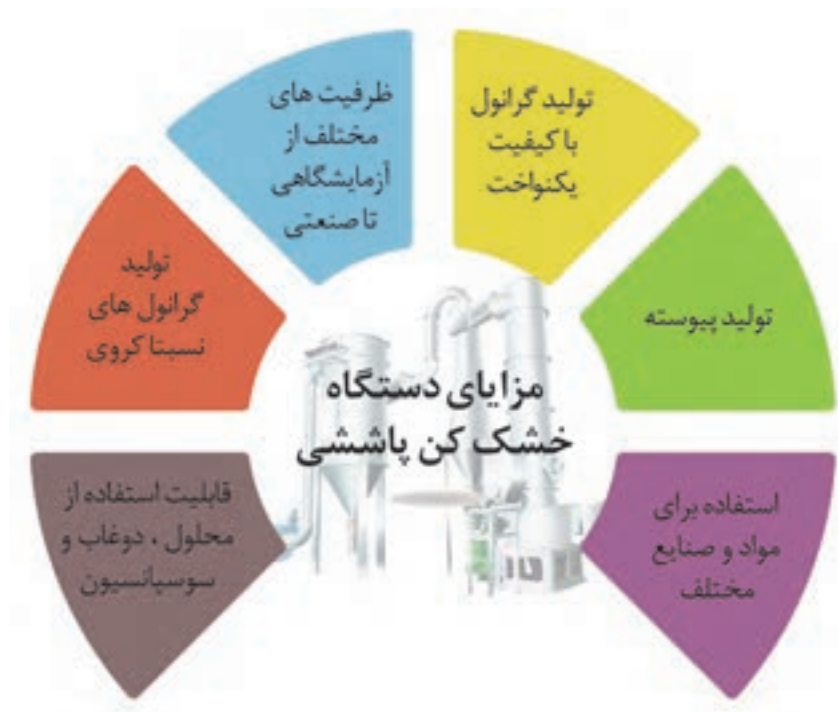 مزایای دستگاه
خشک کن پاششی
استفاده برای
مواد و صنایع
مختلف
تولید پیوسته
تولید گرانول
با کیفیت
یکنواخت
ظرفیت های
مختلف از
آزمایشگاهی
تا صنعتی
تولید
گرانول های
نسبتا کروی
قابلیت استفاده از
محلول ، دوغاب و
سوسپانسیون